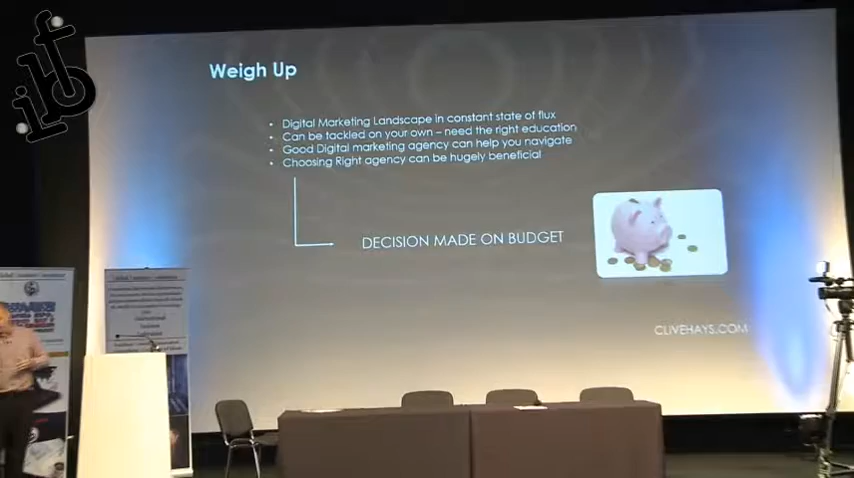 Weigh Up
• Digital Marketing Landscape in constant state of flux
• Can be tackled on your own – need the right education
• Good Digital marketing agency can help you navigate
• Choosing Right agency can be hugely beneficial
DECISION MADE ON BUDGET
CLIVEHAYS.COM